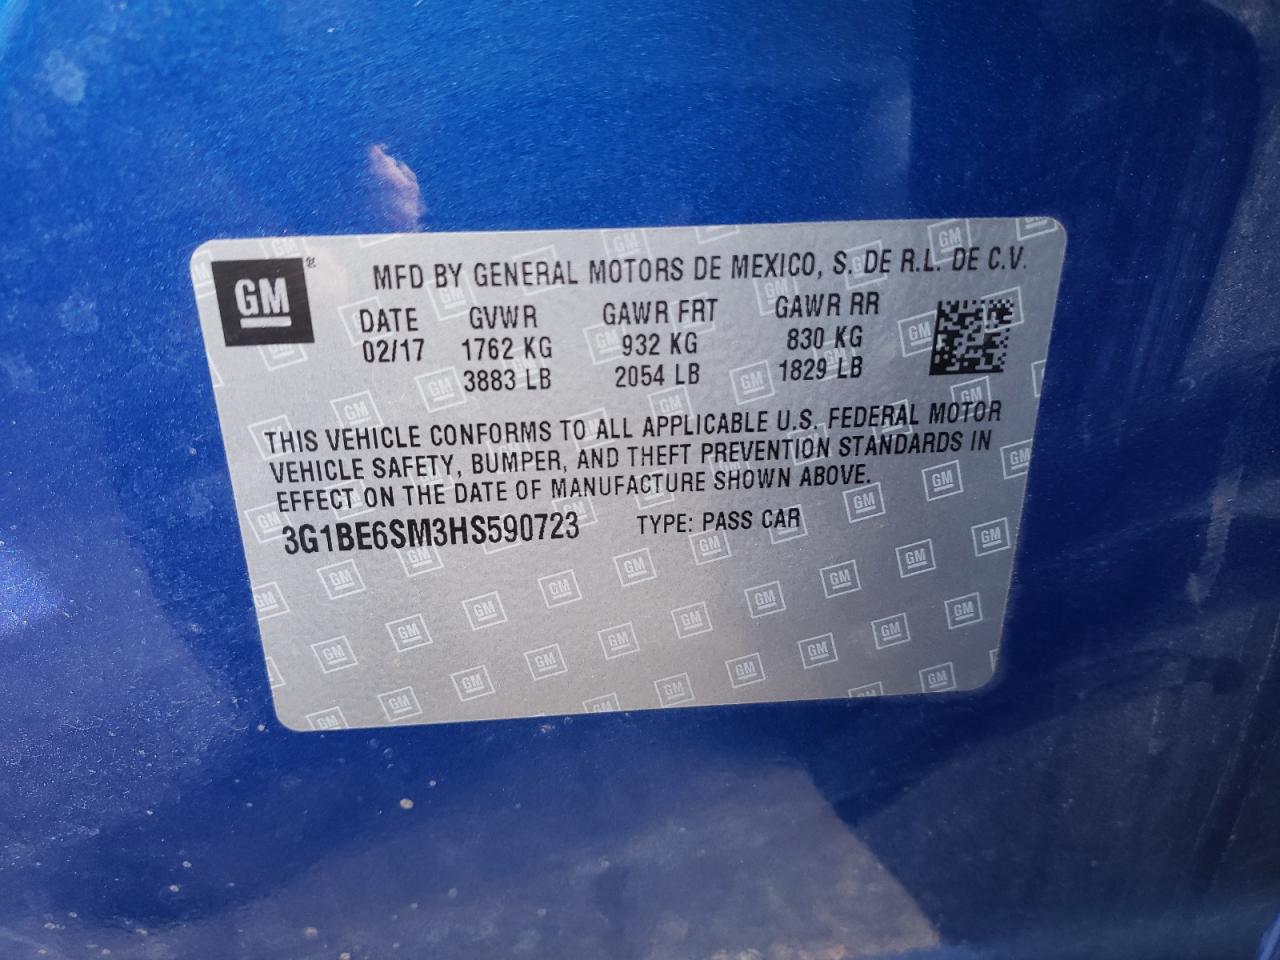 GM
MFD BY GENERAL MOTORS DE MEXICO, S. DE R.L. DE C.V.
DATE GVWR GAWR FRT GAWR RR
02/17 1762 KG 932 KG 830 KG
3883 LB 2054 LB 1829 LB
THIS VEHICLE CONFORMS TO ALL APPLICABLE U.S. FEDERAL MOTOR
VEHICLE SAFETY, BUMPER, AND THEFT PREVENTION STANDARDS IN
EFFECT ON THE DATE OF MANUFACTURE SHOWN ABOVE.
3G1BE6SM3HS590723 TYPE: PASS CAR